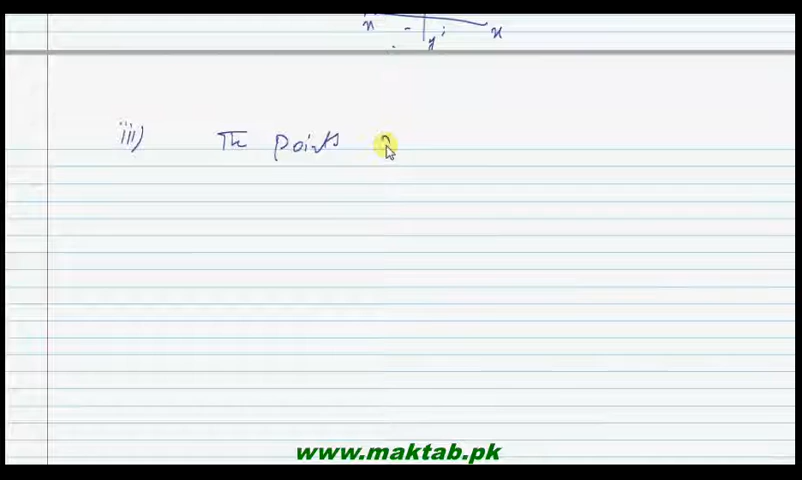 x x
y
iii) The points
www.maktab.pk